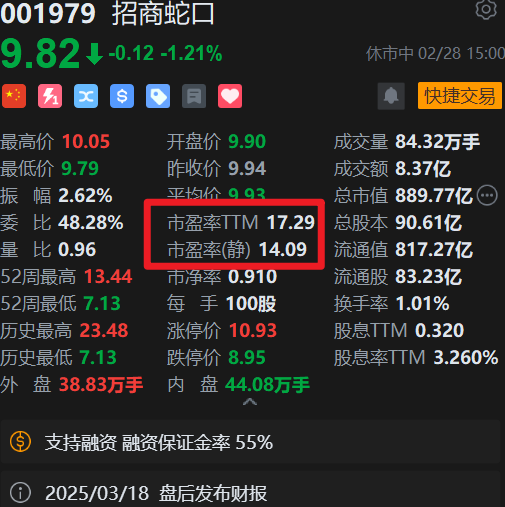 001979 招商蛇口
9.82 -0.12 -1.21% 休市中 02/28 15:00
快捷交易
最高价 10.05 开盘价 9.90 成交量 84.32万手
最低价 9.79 昨收价 9.94 成交额 8.37亿
振幅 2.62% 平均价 9.93 总市值 889.77亿
委比 48.28% 市盈率TTM 17.29 总股本 90.61亿
量比 0.96 市盈率(静) 14.09 流通值 817.27亿
52周最高 13.44 市净率 0.910 流通股 83.23亿
52周最低 7.13 每手 100股 换手率 1.01%
历史最高 23.48 涨停价 10.93 股息TTM 0.320
历史最低 7.13 跌停价 8.95 股息率TTM 3.260%
外盘 38.83万手 内盘 44.08万手
支持融资 融资保证金率 55%
2025/03/18 盘后发布财报